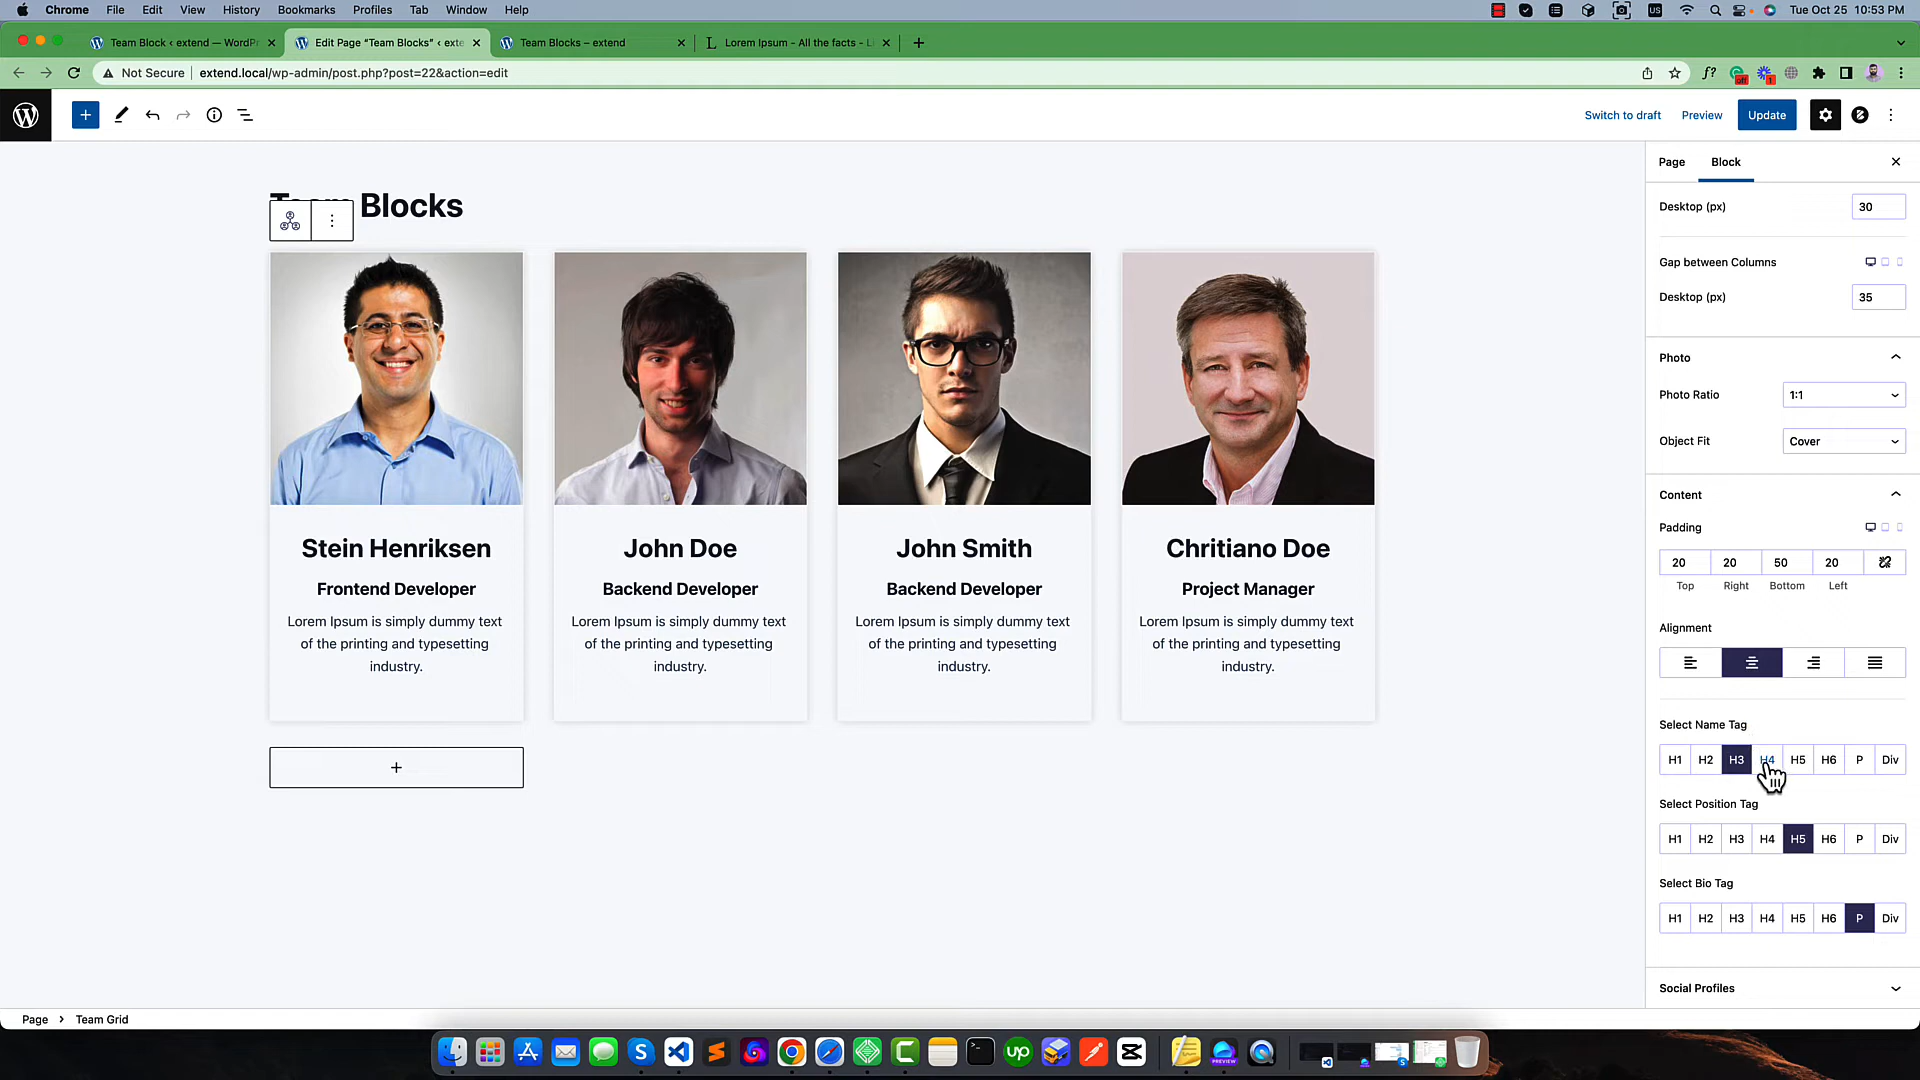 Chrome File Edit View History Bookmarks Profiles Tab Window Help US Tue Oct 25 10:53 PM
Team Block ‹ extend — WordPr
Edit Page “Team Blocks” ‹ exte
Team Blocks – extend
Lorem Ipsum - All the facts - Li
Not Secure extend.local/wp-admin/post.php?post=22&action=edit
Switch to draft Preview Update
Page Block
Team Blocks
Desktop (px) 30
Gap between Columns
Desktop (px) 35
Photo
Photo Ratio 1:1
Object Fit Cover
Content
Padding
20 20 50 20
Top Right Bottom Left
Alignment
Select Name Tag
H1 H2 H3 H4 H5 H6 P Div
Select Position Tag
H1 H2 H3 H4 H5 H6 P Div
Select Bio Tag
H1 H2 H3 H4 H5 H6 P Div
Social Profiles
Stein Henriksen
Frontend Developer
Lorem Ipsum is simply dummy text
of the printing and typesetting
industry.
John Doe
Backend Developer
Lorem Ipsum is simply dummy text
of the printing and typesetting
industry.
John Smith
Backend Developer
Lorem Ipsum is simply dummy text
of the printing and typesetting
industry.
Chritiano Doe
Project Manager
Lorem Ipsum is simply dummy text
of the printing and typesetting
industry.
+
Page › Team Grid